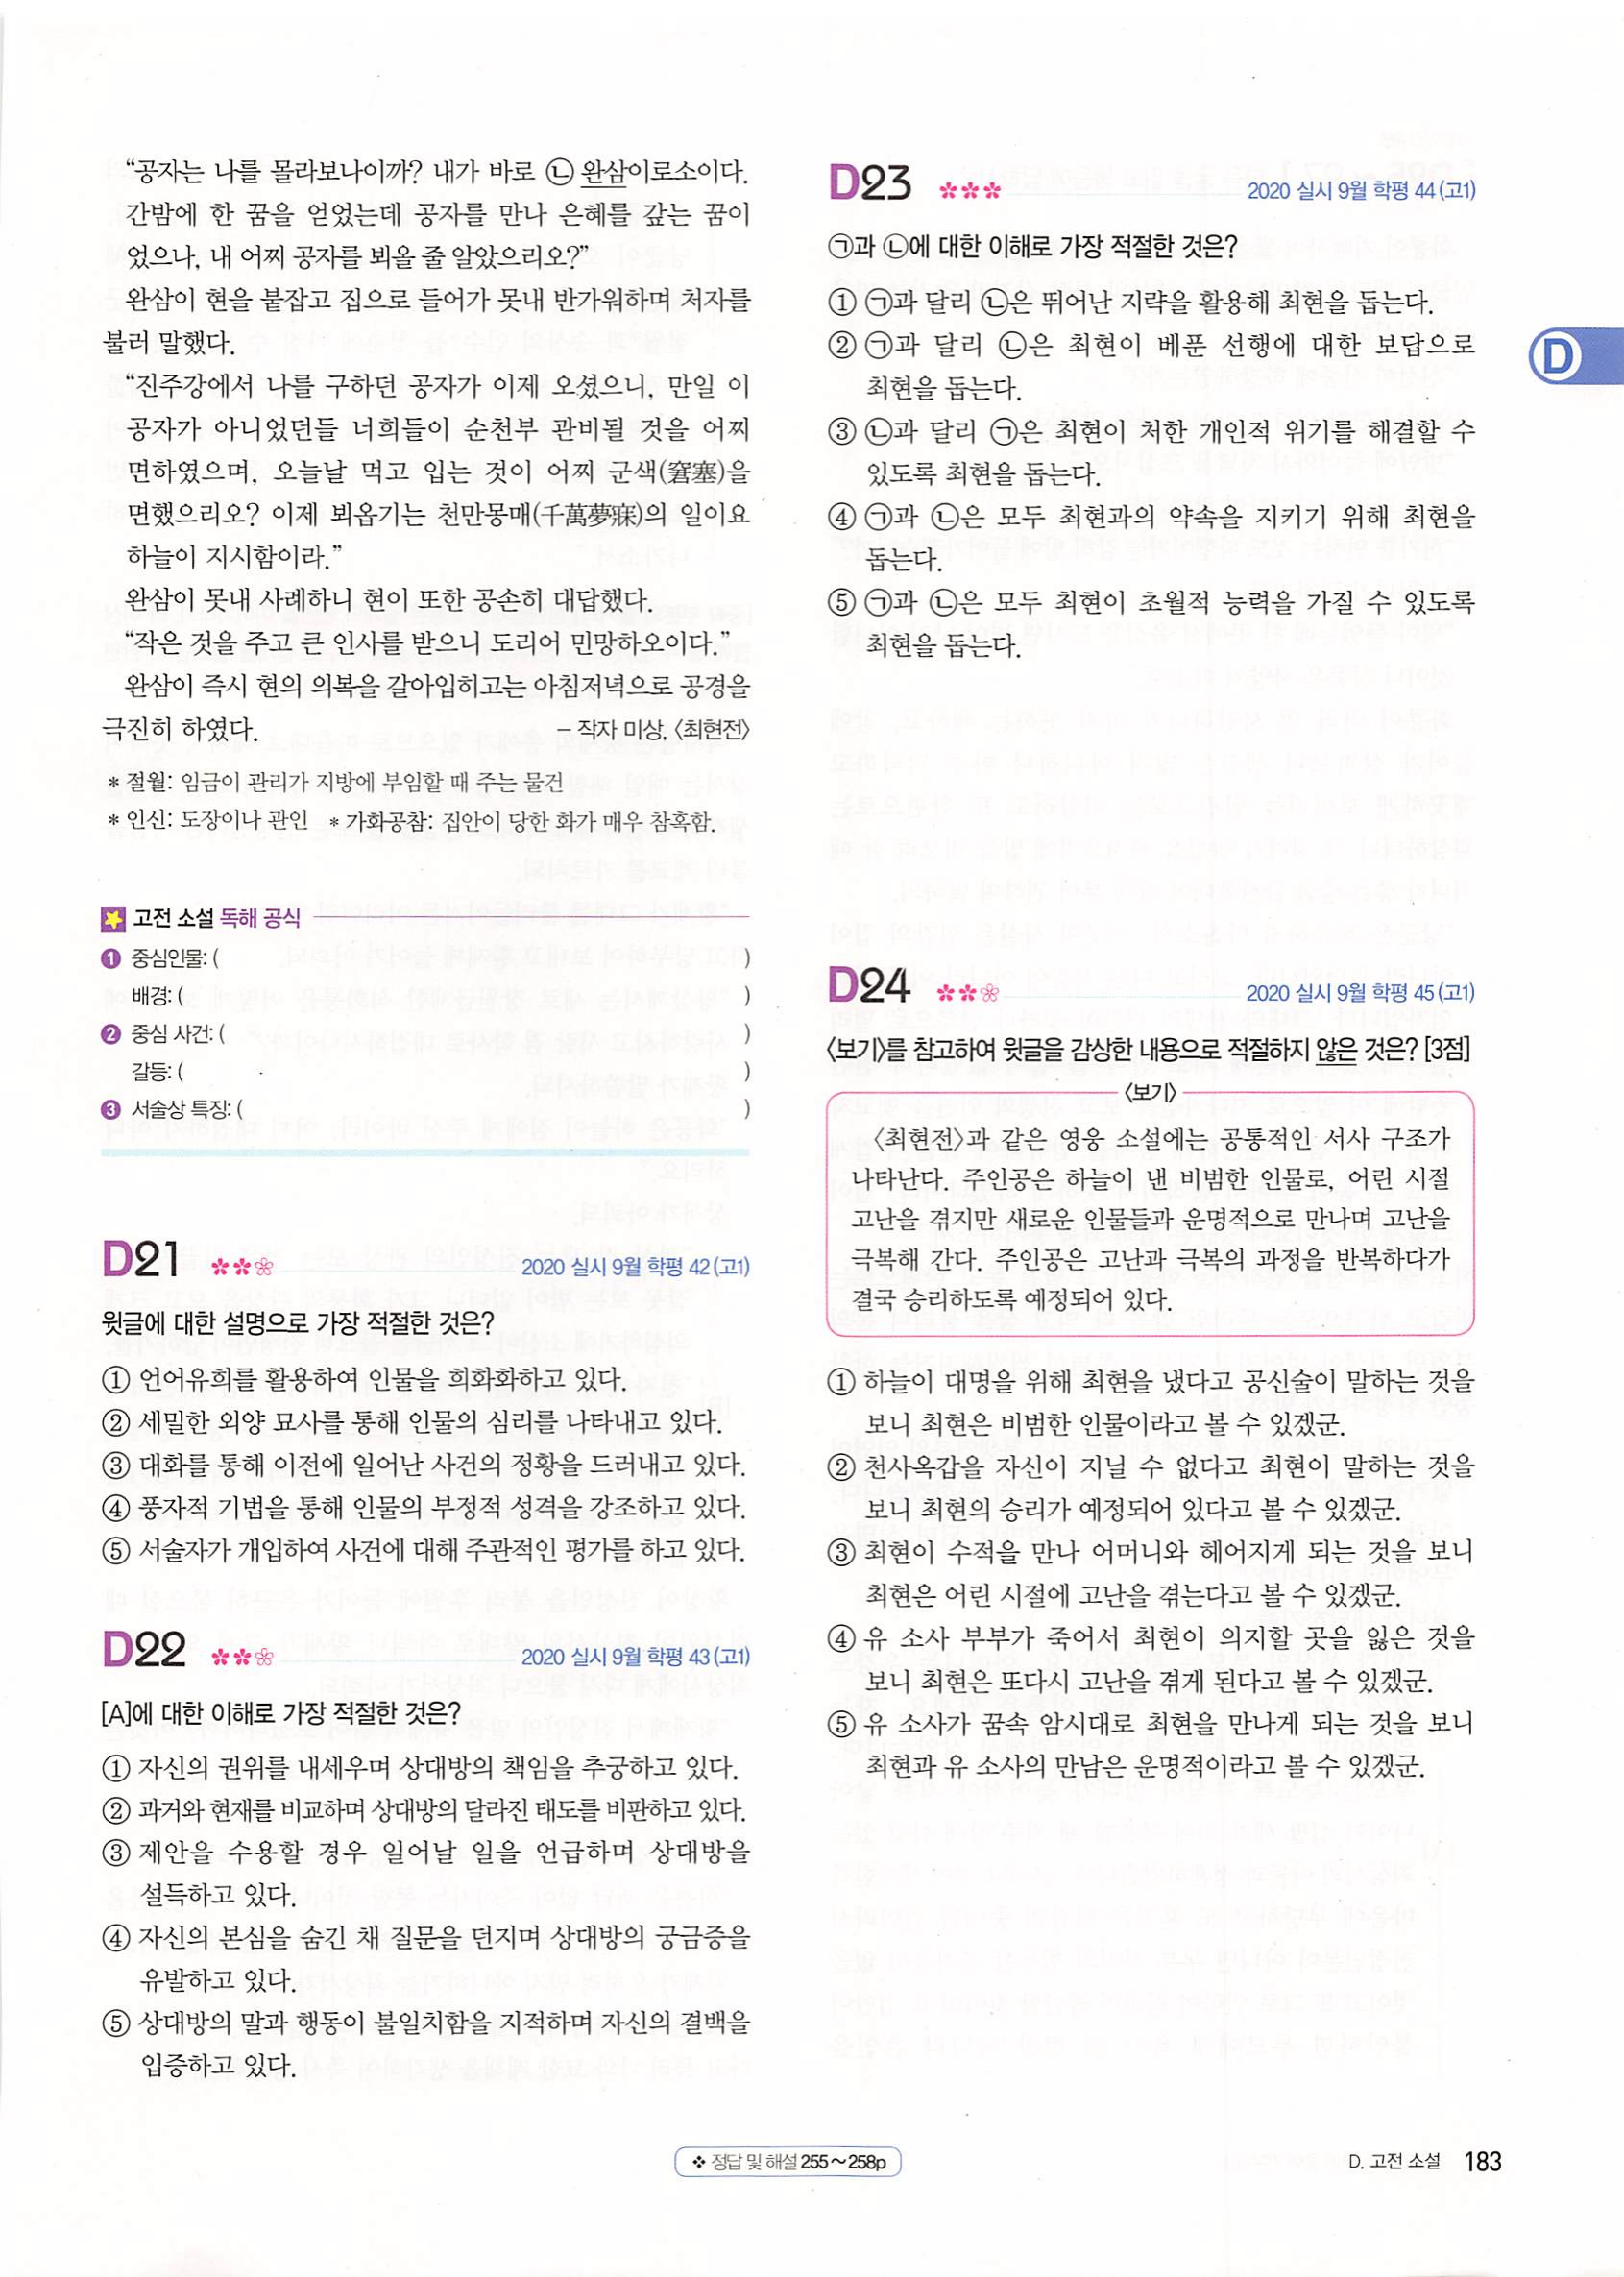 “공자는 나를 몰라보나이까? 내가 바로 ㉡ 완삼이로소이다.
간밤에 한 꿈을 얻었는데 공자를 만나 은혜를 갚는 꿈이
었으나, 내 어찌 공자를 뵈올 줄 알았으리오?”
완삼이 현을 붙잡고 집으로 들어가 못내 반가워하며 처자를
불러 말했다.
“진주강에서 나를 구하던 공자가 이제 오셨으니, 만일 이
공자가 아니었던들 너희들이 순천부 관비될 것을 어찌
면하였으며, 오늘날 먹고 입는 것이 어찌 군색(窘塞)을
면했으리오? 이제 뵈옵기는 천만몽매(千萬夢寐)의 일이요
하늘이 지시함이라.”
완삼이 못내 사례하니 현이 또한 공손히 대답했다.
“작은 것을 주고 큰 인사를 받으니 도리어 민망하오이다.”
완삼이 즉시 현의 의복을 갈아입히고는 아침저녁으로 공경을
극진히 하였다. – 작자 미상, 〈최현전〉
* 절월: 임금이 관리가 지방에 부임할 때 주는 물건
* 인신: 도장이나 관인 * 가화공참: 집안이 당한 화가 매우 참혹함.
고전 소설 독해 공식
❶ 중심인물: ( )
배경: ( )
❷ 중심 사건: ( )
갈등: ( )
❸ 서술상 특징: ( )
D21 2020 실시 9월 학평 42(고1)
윗글에 대한 설명으로 가장 적절한 것은?
① 언어유희를 활용하여 인물을 희화화하고 있다.
② 세밀한 외양 묘사를 통해 인물의 심리를 나타내고 있다.
③ 대화를 통해 이전에 일어난 사건의 정황을 드러내고 있다.
④ 풍자적 기법을 통해 인물의 부정적 성격을 강조하고 있다.
⑤ 서술자가 개입하여 사건에 대해 주관적인 평가를 하고 있다.
D22 2020 실시 9월 학평 43(고1)
[A]에 대한 이해로 가장 적절한 것은?
① 자신의 권위를 내세우며 상대방의 책임을 추궁하고 있다.
② 과거와 현재를 비교하며 상대방의 달라진 태도를 비판하고 있다.
③ 제안을 수용할 경우 일어날 일을 언급하며 상대방을
설득하고 있다.
④ 자신의 본심을 숨긴 채 질문을 던지며 상대방의 궁금증을
유발하고 있다.
⑤ 상대방의 말과 행동이 불일치함을 지적하며 자신의 결백을
입증하고 있다.
D23 2020 실시 9월 학평 44(고1)
㉠과 ㉡에 대한 이해로 가장 적절한 것은?
① ㉠과 달리 ㉡은 뛰어난 지략을 활용해 최현을 돕는다.
② ㉠과 달리 ㉡은 최현이 베푼 선행에 대한 보답으로
최현을 돕는다.
③ ㉡과 달리 ㉠은 최현이 처한 개인적 위기를 해결할 수
있도록 최현을 돕는다.
④ ㉠과 ㉡은 모두 최현과의 약속을 지키기 위해 최현을
돕는다.
⑤ ㉠과 ㉡은 모두 최현이 초월적 능력을 가질 수 있도록
최현을 돕는다.
D24 2020 실시 9월 학평 45(고1)
〈보기〉를 참고하여 윗글을 감상한 내용으로 적절하지 않은 것은? [3점]
〈보기〉
〈최현전〉과 같은 영웅 소설에는 공통적인 서사 구조가
나타난다. 주인공은 하늘이 낸 비범한 인물로, 어린 시절
고난을 겪지만 새로운 인물들과 운명적으로 만나며 고난을
극복해 간다. 주인공은 고난과 극복의 과정을 반복하다가
결국 승리하도록 예정되어 있다.
① 하늘이 대명을 위해 최현을 냈다고 공신술이 말하는 것을
보니 최현은 비범한 인물이라고 볼 수 있겠군.
② 천사옥갑을 자신이 지닐 수 없다고 최현이 말하는 것을
보니 최현의 승리가 예정되어 있다고 볼 수 있겠군.
③ 최현이 수적을 만나 어머니와 헤어지게 되는 것을 보니
최현은 어린 시절에 고난을 겪는다고 볼 수 있겠군.
④ 유 소사 부부가 죽어서 최현이 의지할 곳을 잃은 것을
보니 최현은 또다시 고난을 겪게 된다고 볼 수 있겠군.
⑤ 유 소사가 꿈속 암시대로 최현을 만나게 되는 것을 보니
최현과 유 소사의 만남은 운명적이라고 볼 수 있겠군.
D
❖ 정답 및 해설 255~258p
D. 고전 소설 183